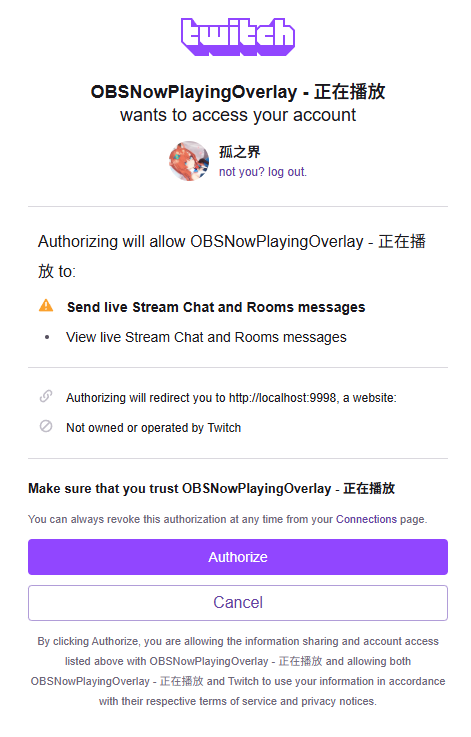 twitch
OBSNowPlayingOverlay - 正在播放
wants to access your account
孤之界
not you? log out.
Authorizing will allow OBSNowPlayingOverlay - 正在播
放 to:
Send live Stream Chat and Rooms messages
• View live Stream Chat and Rooms messages
Authorizing will redirect you to http://localhost:9998, a website:
Not owned or operated by Twitch
Make sure that you trust OBSNowPlayingOverlay - 正在播放
You can always revoke this authorization at any time from your Connections page.
Authorize
Cancel
By clicking Authorize, you are allowing the information sharing and account access
listed above with OBSNowPlayingOverlay - 正在播放 and allowing both
OBSNowPlayingOverlay - 正在播放 and Twitch to use your information in accordance
with their respective terms of service and privacy notices.